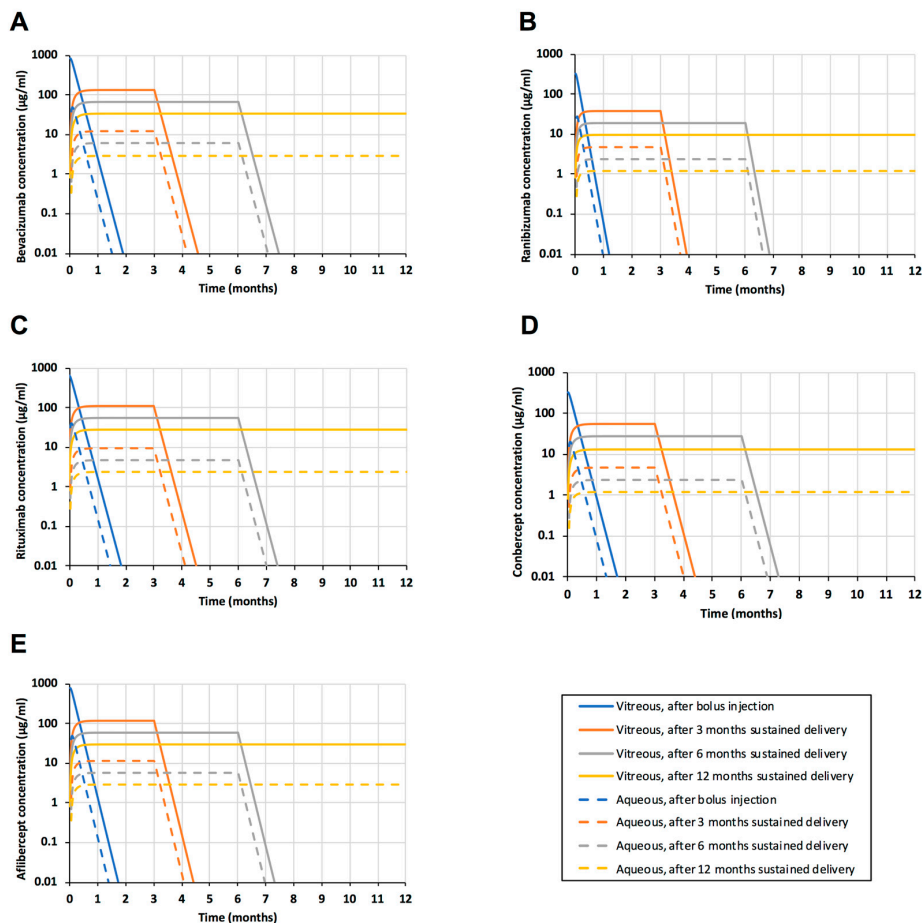 A
Bevacizumab concentration (µg/ml)
1000
100
10
1
0.1
0.01
0 1 2 3 4 5 6 7 8 9 10 11 12
Time (months)
B
Ranibizumab concentration (µg/ml)
1000
100
10
1
0.1
0.01
0 1 2 3 4 5 6 7 8 9 10 11 12
Time (months)
C
Rituximab concentration (µg/ml)
1000
100
10
1
0.1
0.01
0 1 2 3 4 5 6 7 8 9 10 11 12
Time (months)
D
Conbercept concentration (µg/ml)
1000
100
10
1
0.1
0.01
0 1 2 3 4 5 6 7 8 9 10 11 12
Time (months)
E
Aflibercept concentration (µg/ml)
1000
100
10
1
0.1
0.01
0 1 2 3 4 5 6 7 8 9 10 11 12
Time (months)
Vitreous, after bolus injection
Vitreous, after 3 months sustained delivery
Vitreous, after 6 months sustained delivery
Vitreous, after 12 months sustained delivery
Aqueous, after bolus injection
Aqueous, after 3 months sustained delivery
Aqueous, after 6 months sustained delivery
Aqueous, after 12 months sustained delivery